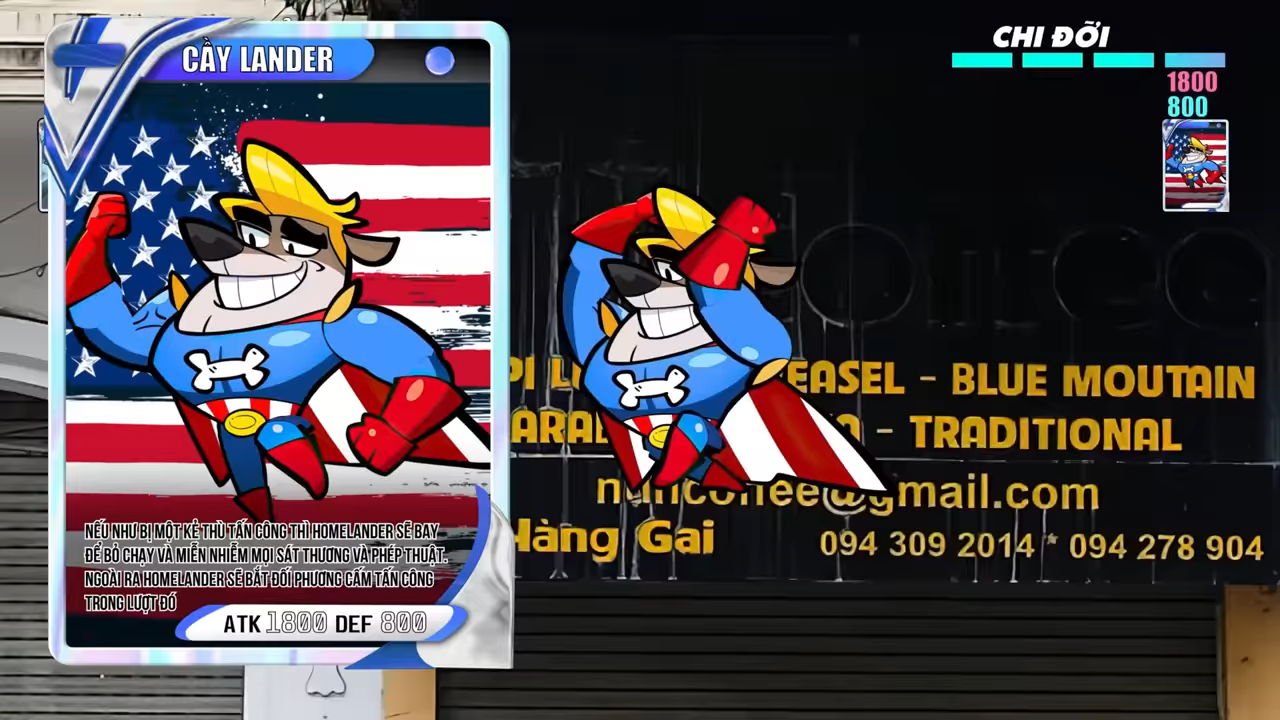 CẦY LANDER
NẾU NHƯ BỊ MỘT KẺ THÙ TẤN CÔNG THÌ HOMELANDER SẼ BAY
ĐỂ BỎ CHẠY VÀ MIỄN NHIỄM MỌI SÁT THƯƠNG VÀ PHÉP THUẬT.
NGOÀI RA HOMELANDER SẼ BẮT ĐỐI PHƯƠNG CẤM TẤN CÔNG
TRONG LƯỢT ĐÓ
ATK 1800 DEF 800
CHI ĐỠI
1800
800
EASEL - BLUE MOUTAIN
- TRADITIONAL
gmail.com
Hàng Gai
094 309 2014 * 094 278 904